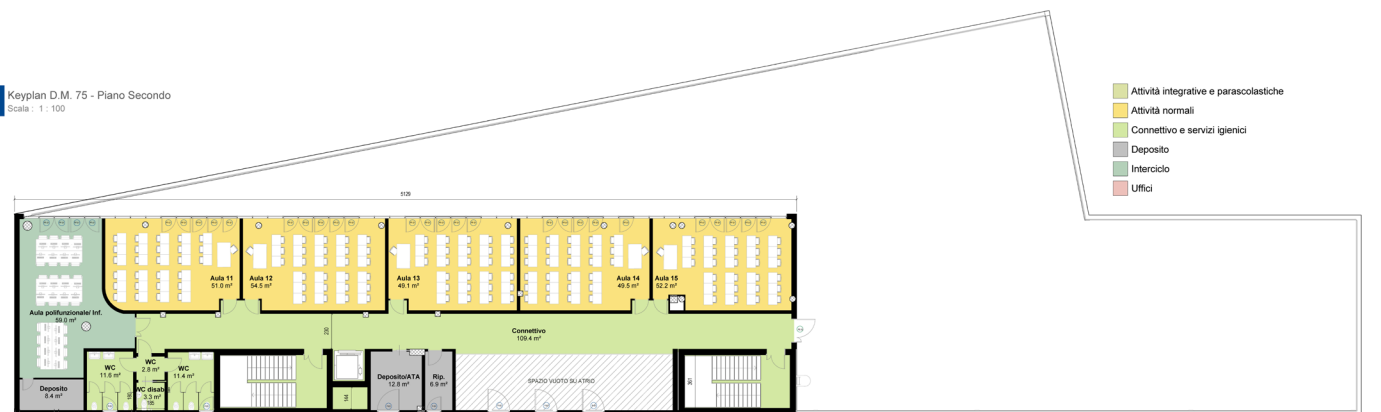 Keyplan D.M. 75 - Piano Secondo
Scala : 1 : 100
Attività integrative e parascolastiche
Attività normali
Connettivo e servizi igienici
Deposito
Interciclo
Uffici
5129
Aula 11
51.0 m²
Aula 12
54.5 m²
Aula 13
49.1 m²
Aula 14
49.5 m²
Aula 15
52.2 m²
Aula polifunzionale/ Inf.
59.0 m²
230
Connettivo
109.4 m²
WC
11.6 m²
WC
2.8 m²
WC
11.4 m²
WC disabili
3.3 m²
Deposito
8.4 m²
Deposito/ATA
12.8 m²
Rip.
6.9 m²
SPAZIO VUOTO SU ATRIO
144